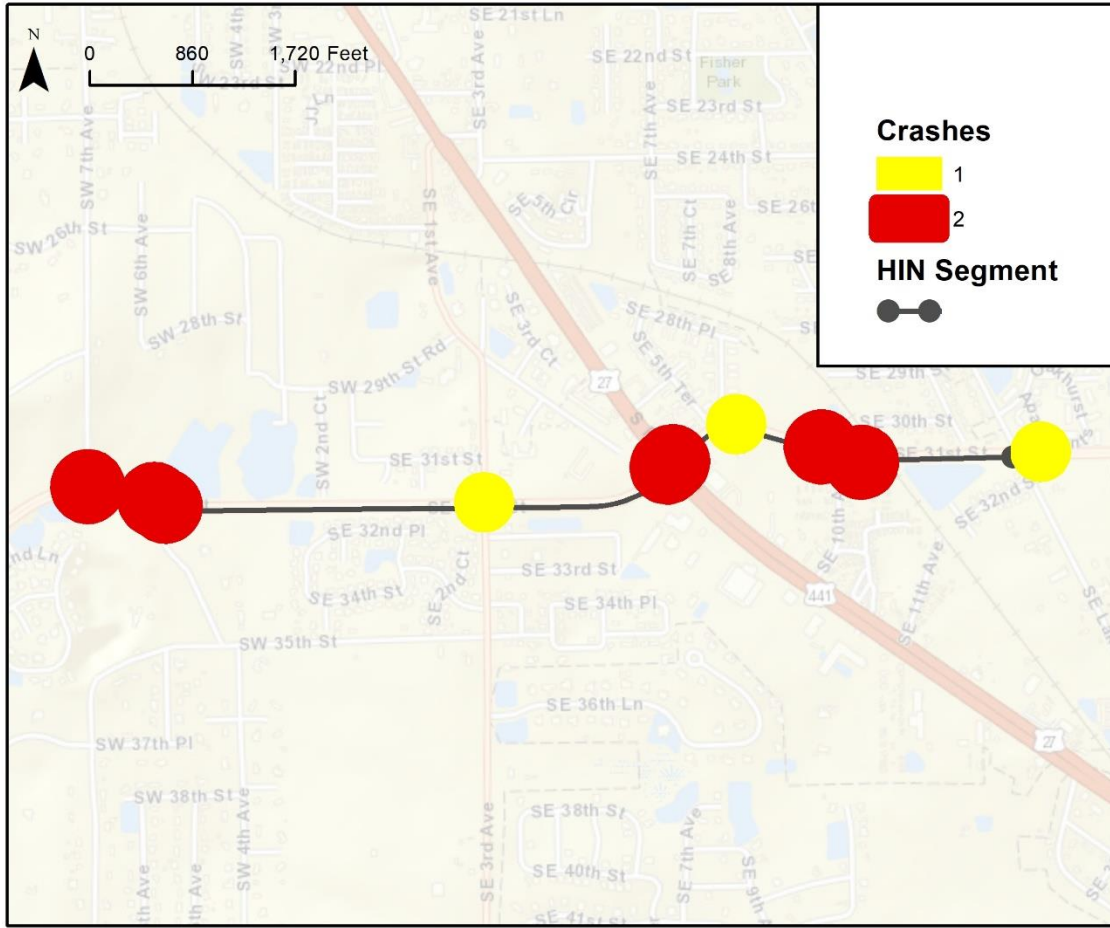 N
0 860 1,720 Feet
Crashes
1
2
HIN Segment
SE 21st Ln
SE 3rd Ave
SW 22nd Pl
SE 22nd St
Fisher
Park
SW 7th Ave
SE 7th Ave
SE 23rd St
SE 24th St
SE 1st Ave
SE 5th Cir
SE 7th Ct
SE 8th Ave
SW 26th St
SW 6th Ave
SW 28th St
SE 3rd Ct
SE 28th Pl
SE 5th Ter
SW 29th St Rd
27
SE 29th St
SW 2nd Ct
SE 30th St
SE 31st St
SE 31st St
SE 32nd Pl
SE 32nd S
SE 10th A
SE 2nd Ct
SE 33rd St
SE 34th St
SE 34th Pl
441
SE 11th Ave
SW 35th St
SE 36th Ln
SW 37th Pl
27
SW 38th St
SE 38th St
SW 4th Ave
SE 3rd Ave
SE 7th Ave
SE 40th St
SE 41st St